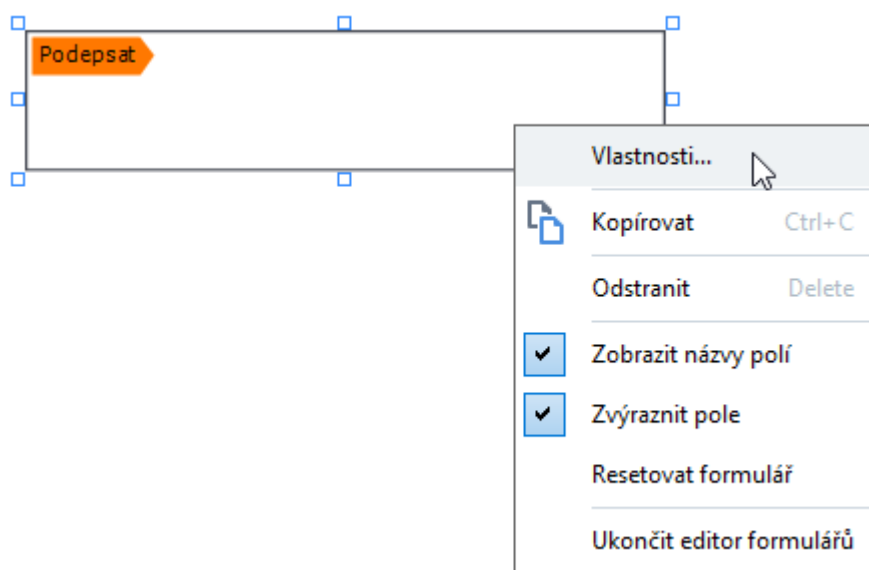 Podepsat
Vlastnosti...
Kopírovat Ctrl+C
Odstranit Delete
Zobrazit názvy polí
Zvýraznit pole
Resetovat formulář
Ukončit editor formulářů